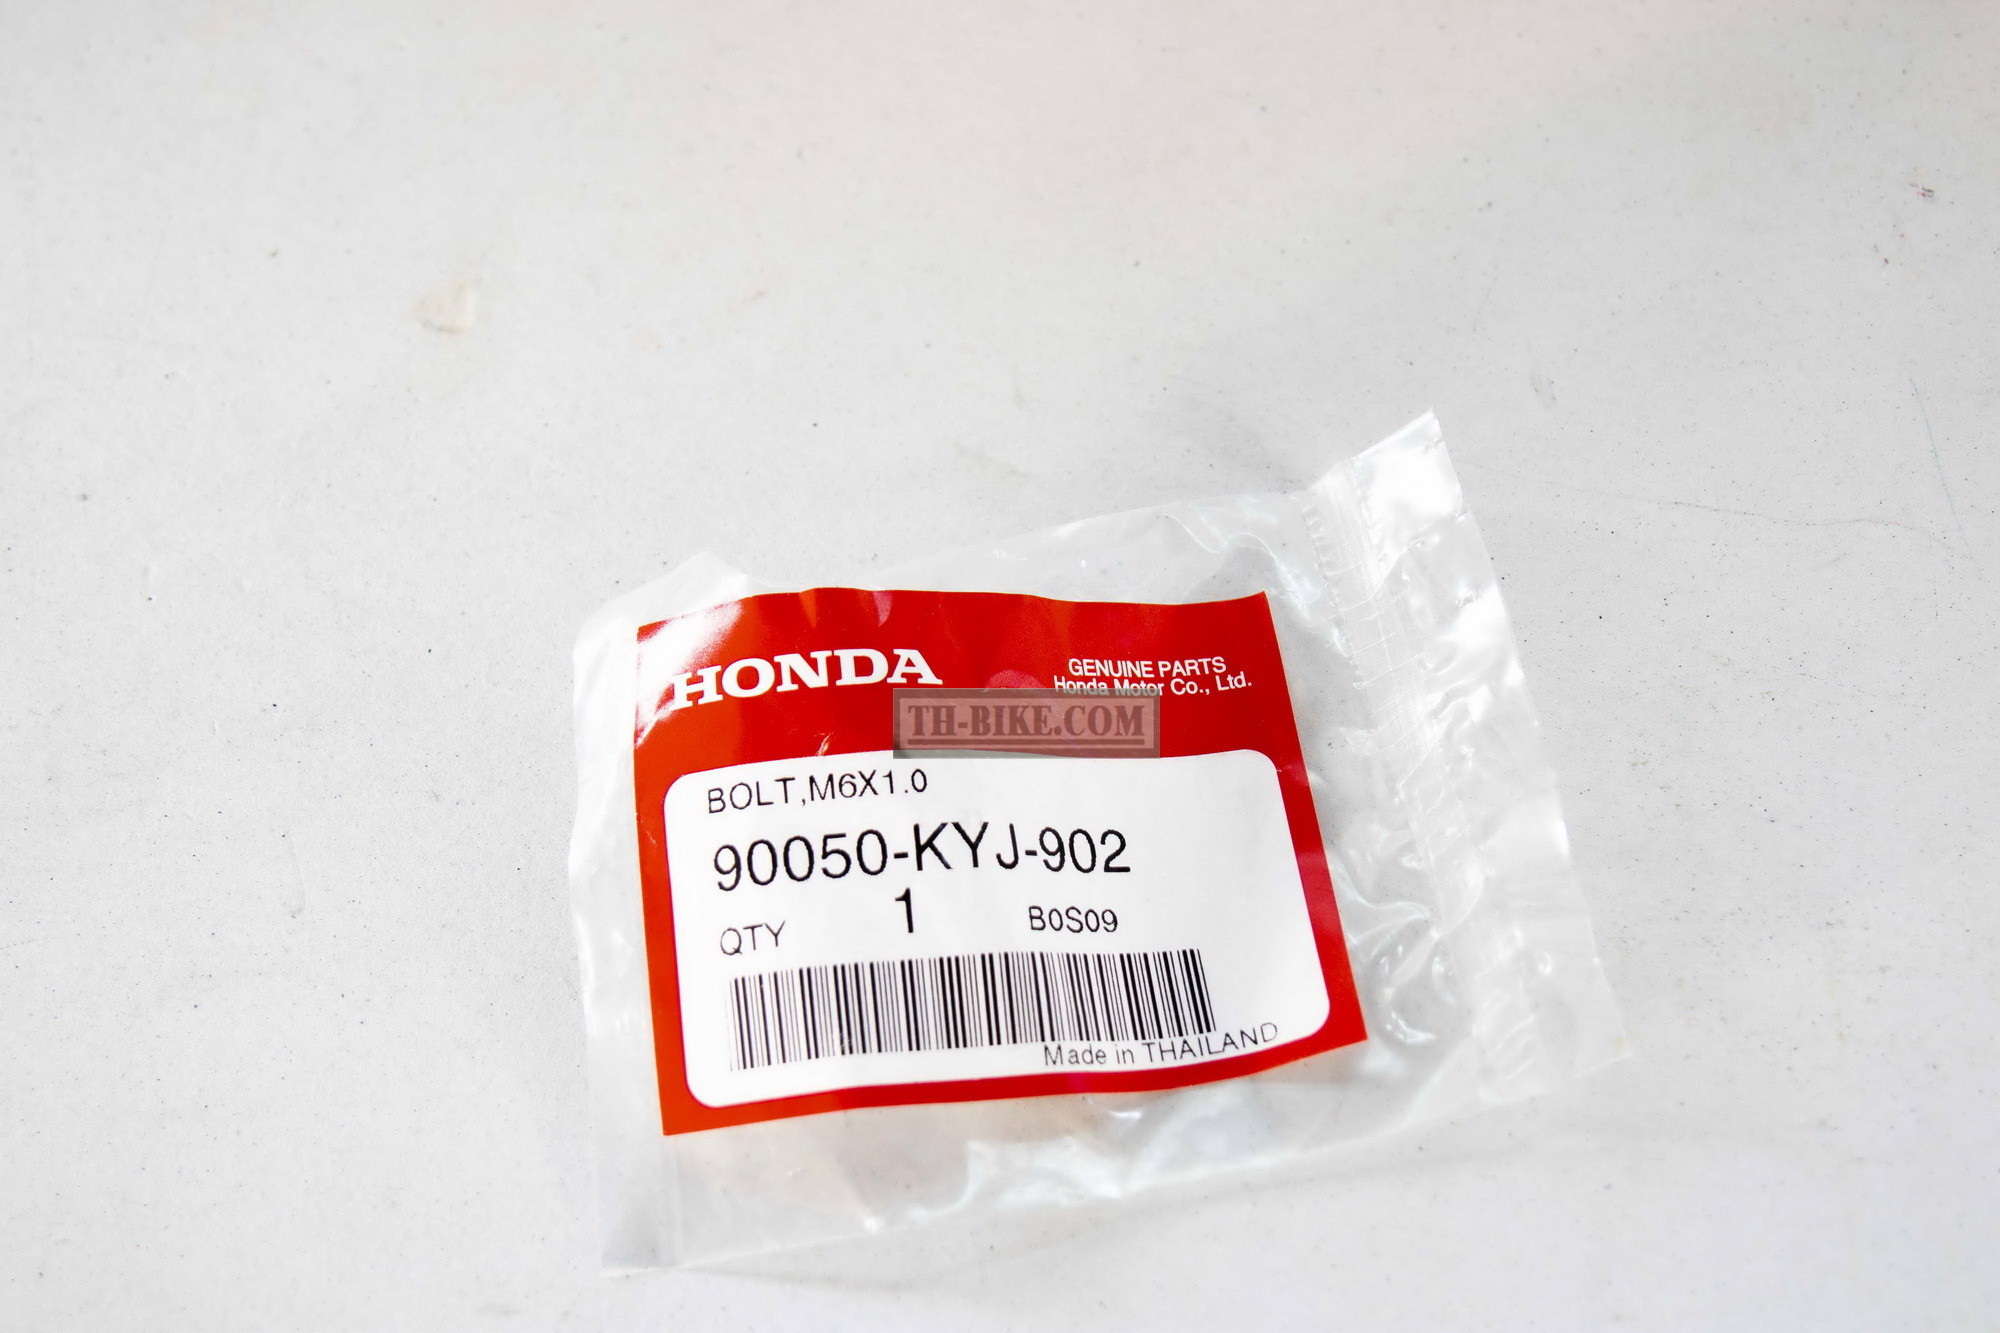 HONDA
GENUINE PARTS
Honda Motor Co., Ltd.
TH-BIKE.COM
BOLT,M6X1.0
90050-KYJ-902
QTY 1 B0S09
Made in THAILAND